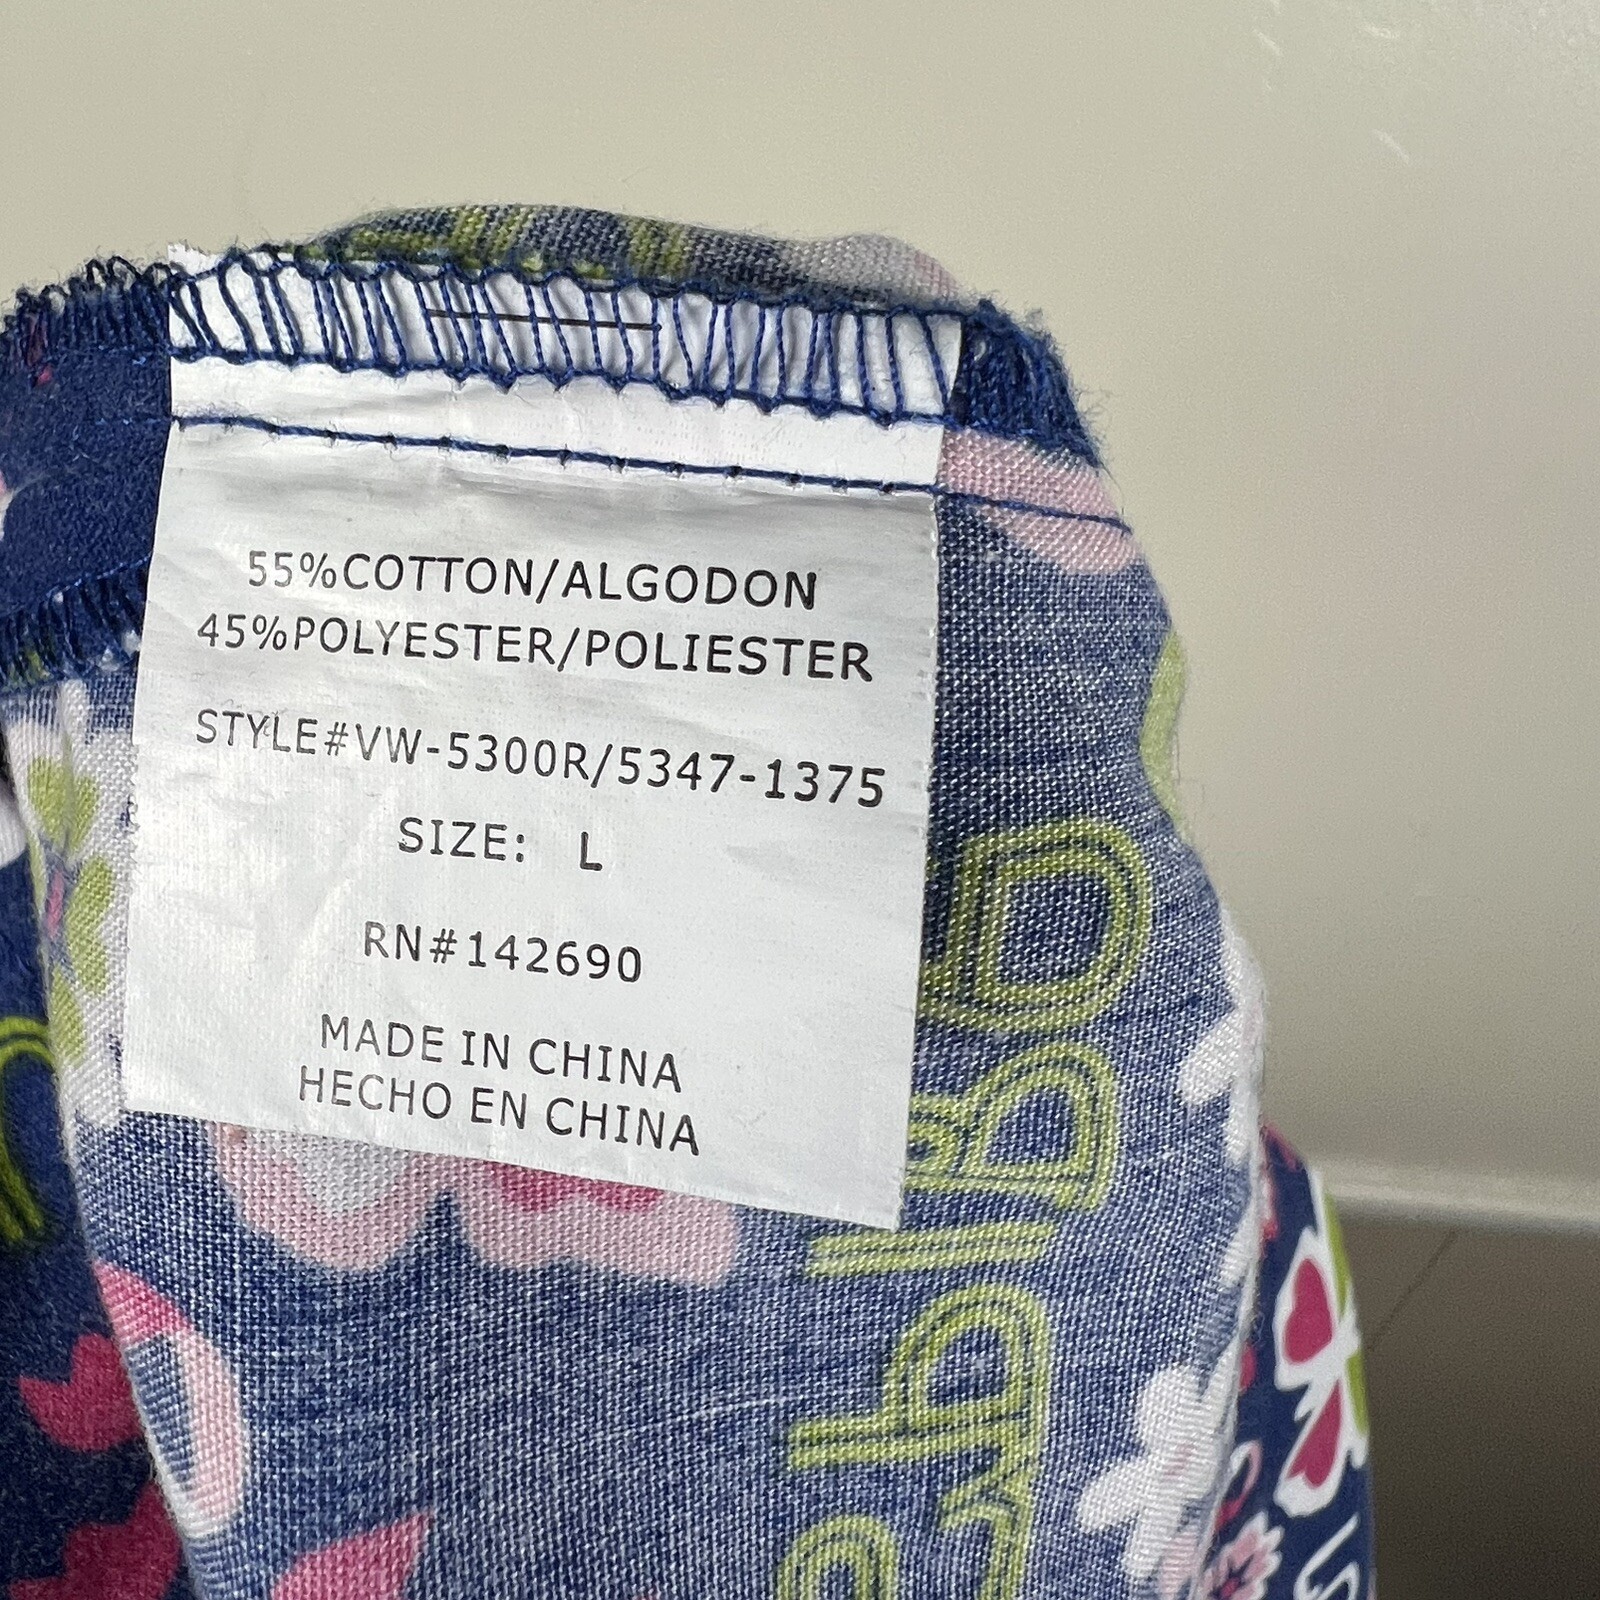 55%COTTON/ALGODON
45%POLYESTER/POLIESTER
STYLE#VW-5300R/5347-1375
SIZE: L
RN#142690
MADE IN CHINA
HECHO EN CHINA